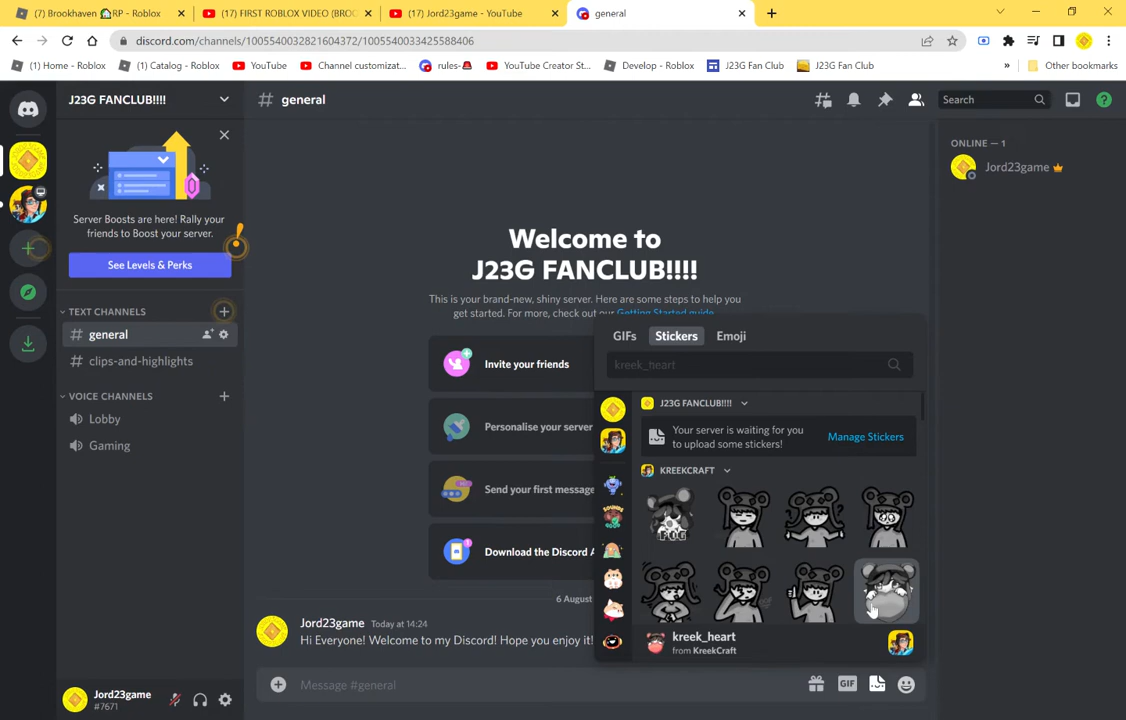 (1) Brookhaven 🏠RP - Roblox
(17) FIRST ROBLOX VIDEO (BROO
(17) Jord23game - YouTube
general
discord.com/channels/1005540032821604372/1005540033425588406
(1) Home - Roblox
(1) Catalog - Roblox
YouTube
Channel customizat...
rules-🚨
YouTube Creator St...
Develop - Roblox
J23G Fan Club
J23G Fan Club
»
Other bookmarks
J23G FANCLUB!!!!
# general
Search
ONLINE — 1
Jord23game
Server Boosts are here! Rally your
friends to Boost your server.
See Levels & Perks
TEXT CHANNELS
# general
# clips-and-highlights
VOICE CHANNELS
Lobby
Gaming
Welcome to
J23G FANCLUB!!!!
This is your brand-new, shiny server. Here are some steps to help you
get started. For more, check out our Getting Started guide.
Invite your friends
Personalise your server
Send your first message
Download the Discord A
6 August
Jord23game Today at 14:24
Hi Everyone! Welcome to my Discord! Hope you enjoy it!
GIFs Stickers Emoji
kreek_heart
J23G FANCLUB!!!!
Your server is waiting for you
to upload some stickers!
Manage Stickers
KREEKCRAFT
kreek_heart
from KreekCraft
Jord23game
#7671
Message #general
GIF